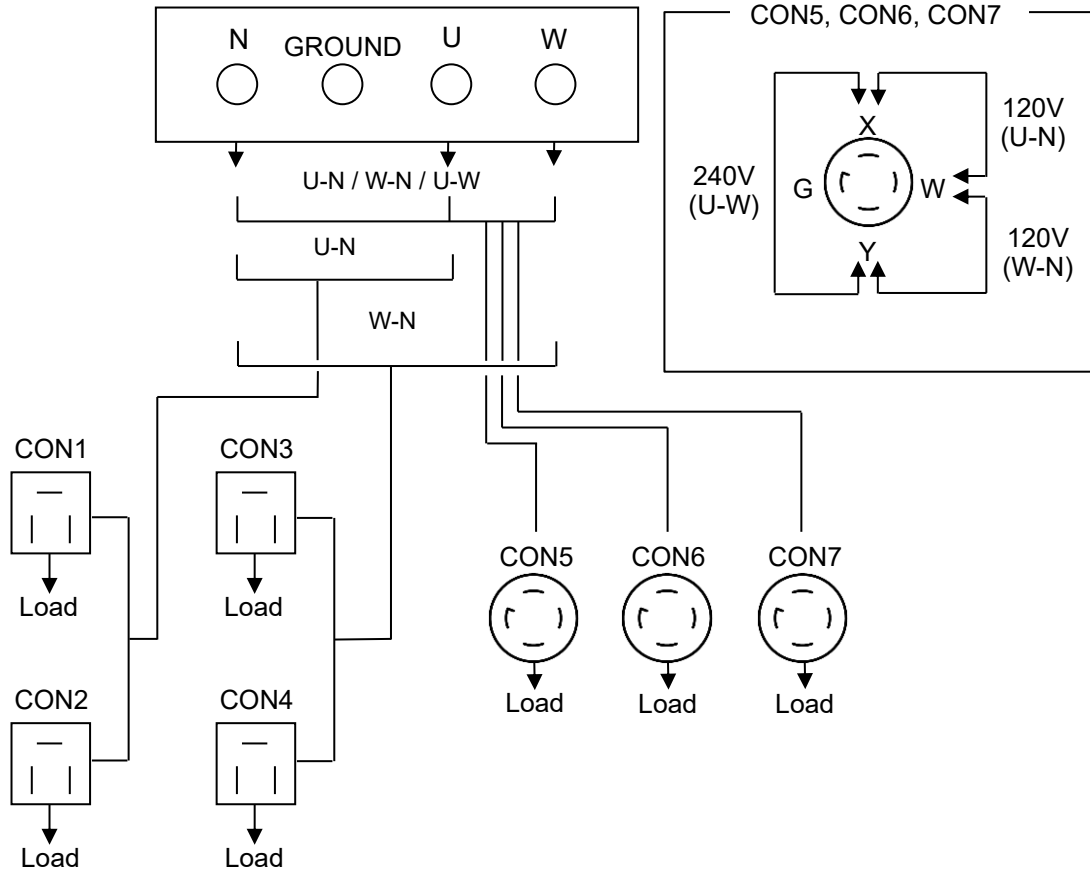 N GROUND U W
U-N / W-N / U-W
U-N
W-N
CON5, CON6, CON7
X
120V
(U-N)
240V
(U-W)
G W
Y
120V
(W-N)
CON1 CON3
Load Load
CON5 CON6 CON7
Load Load Load
CON2 CON4
Load Load